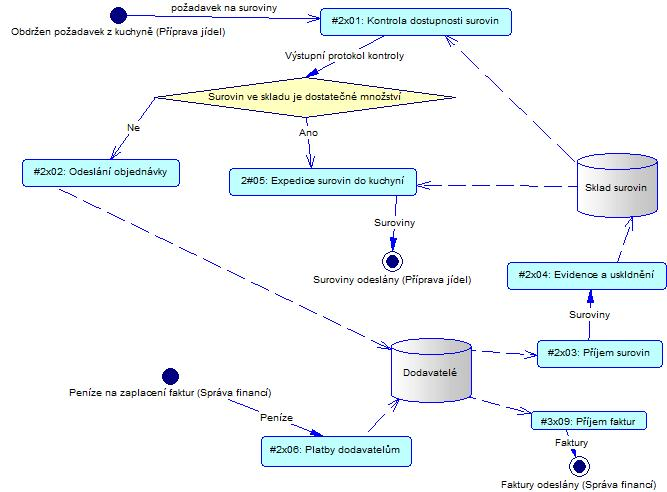 požadavek na suroviny
#2x01: Kontrola dostupnosti surovin
Obdržen požadavek z kuchyně (Příprava jídel)
Výstupní protokol kontroly
Surovin ve skladu je dostatečné množství
Ne
Ano
#2x02: Odeslání objednávky
2#05: Expedice surovin do kuchyní
Sklad surovin
Suroviny
Suroviny odeslány (Příprava jídel)
#2x04: Evidence a uskldnění
Suroviny
#2x03: Příjem surovin
Dodavatelé
Peníze na zaplacení faktur (Správa financí)
Peníze
#3x09: Příjem faktur
#2x06: Platby dodavatelům
Faktury
Faktury odeslány (Správa financí)